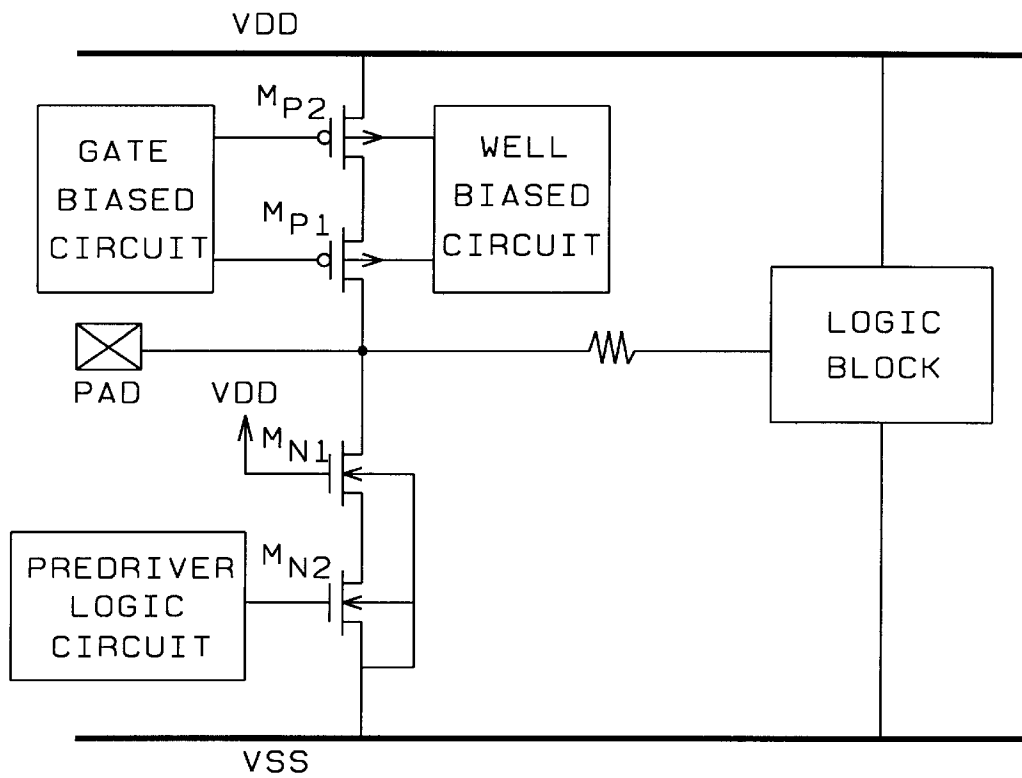 VDD
MP2
GATE
BIASED
CIRCUIT
WELL
BIASED
CIRCUIT
MP1
LOGIC
BLOCK
PAD
VDD
MN1
MN2
PREDRIVER
LOGIC
CIRCUIT
VSS